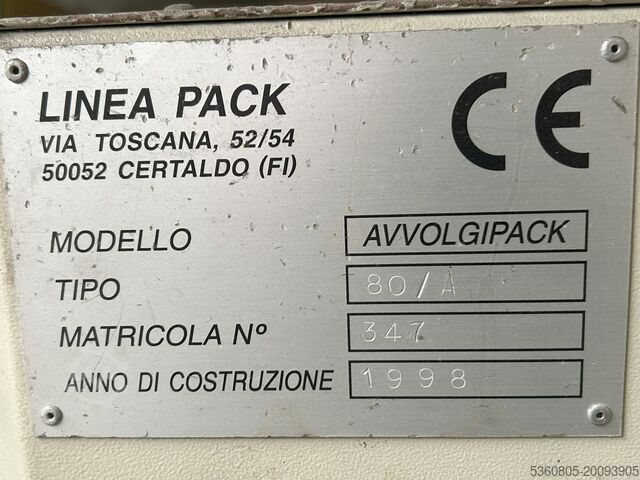 LINEA PACK
VIA TOSCANA, 52/54
50052 CERTALDO (FI)
CE
MODELLO AVVOLGIPACK
TIPO 80/A
MATRICOLA Nº 347
ANNO DI COSTRUZIONE 1998
5360805-20093905